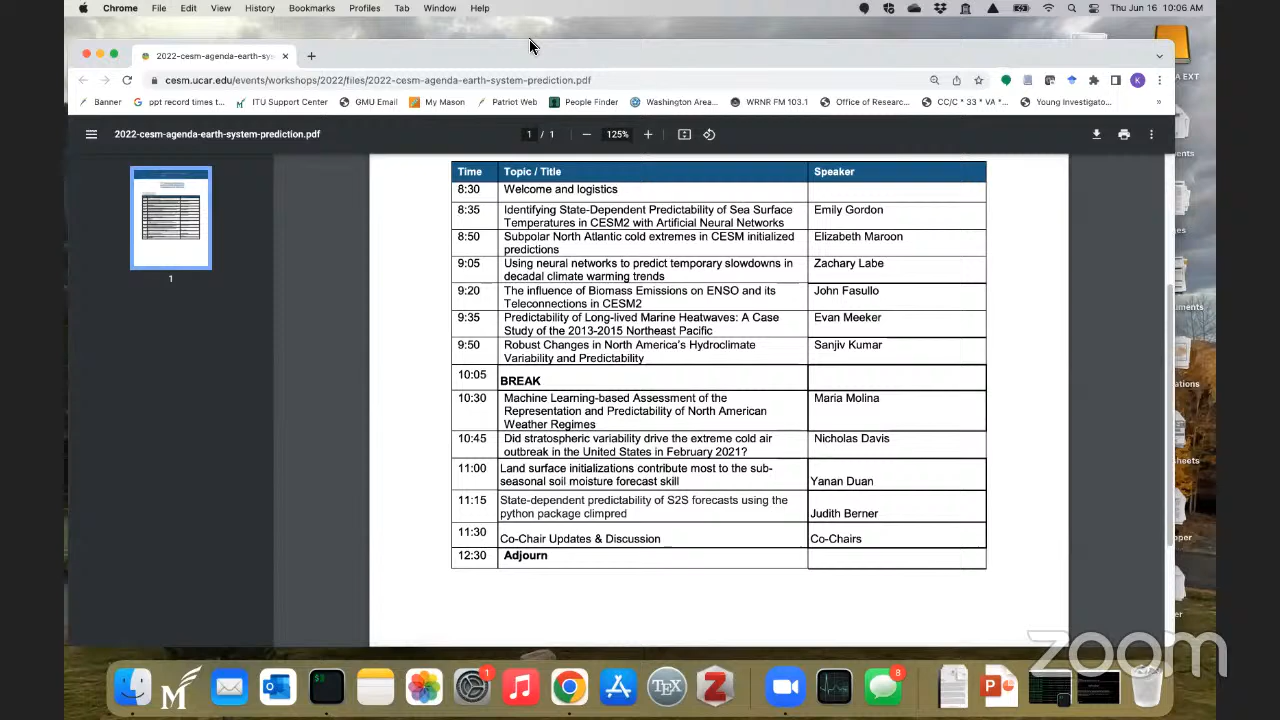 Chrome File Edit View History Bookmarks Profiles Tab Window Help Thu Jun 16 10:06 AM
2022-cesm-agenda-earth-sys
cesm.ucar.edu/events/workshops/2022/files/2022-cesm-agenda-earth-system-prediction.pdf
Banner ppt record times t... ITU Support Center GMU Email My Mason Patriot Web People Finder Washington Area... WRNR FM 103.1 Office of Researc... CC/C * 33 * VA *... Young Investigato... »
2022-cesm-agenda-earth-system-prediction.pdf 1 / 1 125%
Time Topic / Title Speaker
8:30 Welcome and logistics
8:35 Identifying State-Dependent Predictability of Sea Surface Emily Gordon
Temperatures in CESM2 with Artificial Neural Networks
8:50 Subpolar North Atlantic cold extremes in CESM initialized Elizabeth Maroon
predictions
9:05 Using neural networks to predict temporary slowdowns in Zachary Labe
decadal climate warming trends
9:20 The influence of Biomass Emissions on ENSO and its John Fasullo
Teleconnections in CESM2
9:35 Predictability of Long-lived Marine Heatwaves: A Case Evan Meeker
Study of the 2013-2015 Northeast Pacific
9:50 Robust Changes in North America's Hydroclimate Sanjiv Kumar
Variability and Predictability
10:05 BREAK
10:30 Machine Learning-based Assessment of the Maria Molina
Representation and Predictability of North American
Weather Regimes
10:45 Did stratospheric variability drive the extreme cold air Nicholas Davis
outbreak in the United States in February 2021?
11:00 Land surface intializations contribute most to the sub-
seasonal soil moisture forecast skill Yanan Duan
11:15 State-dependent predictability of S2S forecasts using the
python package climpred Judith Berner
11:30 Co-Chair Updates & Discussion Co-Chairs
12:30 Adjourn
1
A EXT
ents
es
uments
ations
sheets
pper
er
K
1
TEX
8
zoom